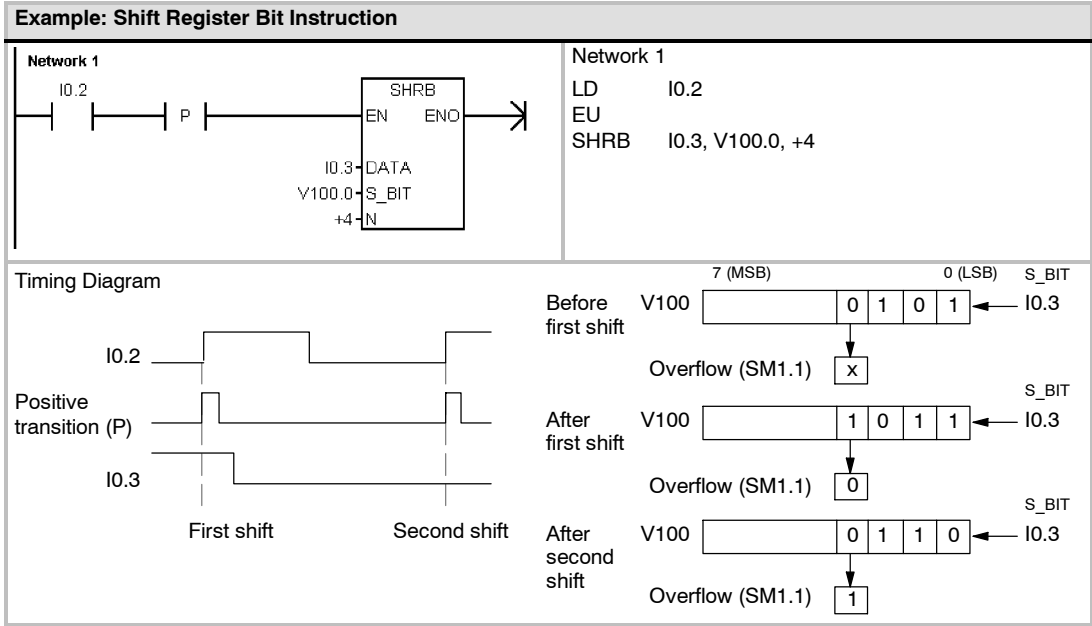 Example: Shift Register Bit Instruction
Network 1
I0.2
P
SHRB
EN ENO
I0.3 DATA
V100.0 S_BIT
+4 N
Network 1
LD I0.2
EU
SHRB I0.3, V100.0, +4
Timing Diagram
I0.2
Positive
transition (P)
I0.3
First shift Second shift
7 (MSB) 0 (LSB) S_BIT
Before
first shift
V100 0 1 0 1 I0.3
Overflow (SM1.1) x
S_BIT
After
first shift
V100 1 0 1 1 I0.3
Overflow (SM1.1) 0
S_BIT
After
second
shift
V100 0 1 1 0 I0.3
Overflow (SM1.1) 1